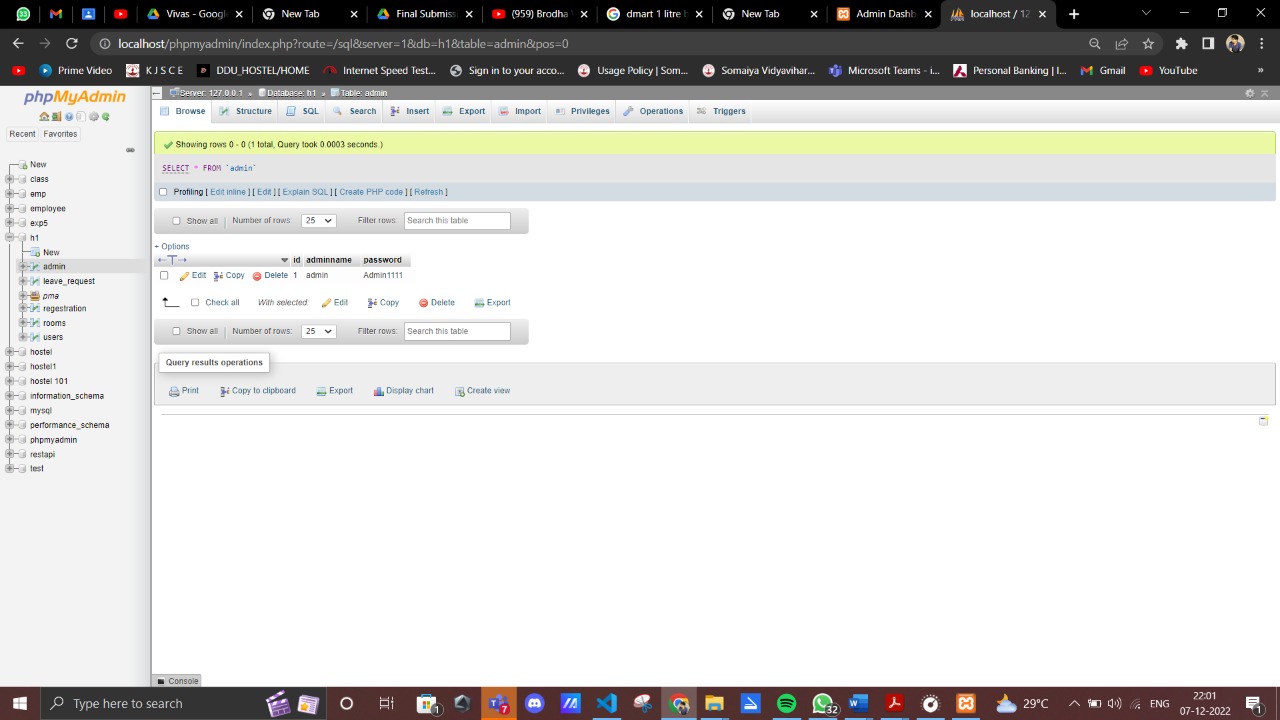 33
Vivas - Google
New Tab
Final Submiss
(959) Brodha V
dmart 1 litre b
New Tab
Admin Dashb
localhost / 12
localhost/phpmyadmin/index.php?route=/sql&server=1&db=h1&table=admin&pos=0
Prime Video
K J S C E
DDU_HOSTEL/HOME
Internet Speed Test...
Sign in to your acco...
Usage Policy | Som...
Somaiya Vidyavihar...
Microsoft Teams - i...
Personal Banking | I...
Gmail
YouTube
»
phpMyAdmin
Recent
Favorites
New
class
emp
employee
exp5
h1
New
admin
leave_request
pma
regestration
rooms
users
hostel
hostel1
hostel 101
information_schema
mysql
performance_schema
phpmyadmin
restapi
test
Server: 127.0.0.1 » Database: h1 » Table: admin
Browse
Structure
SQL
Search
Insert
Export
Import
Privileges
Operations
Triggers
Showing rows 0 - 0 (1 total, Query took 0.0003 seconds.)
SELECT * FROM `admin`
Profiling [ Edit inline ] [ Edit ] [ Explain SQL ] [ Create PHP code ] [ Refresh ]
Show all
Number of rows:
25
Filter rows:
Search this table
+ Options
←T→
id
adminname
password
Edit
Copy
Delete
1
admin
Admin1111
Check all
With selected:
Edit
Copy
Delete
Export
Show all
Number of rows:
25
Filter rows:
Search this table
Query results operations
Print
Copy to clipboard
Export
Display chart
Create view
Console
Type here to search
1
7
32
29°C
ENG
22:01
07-12-2022
1